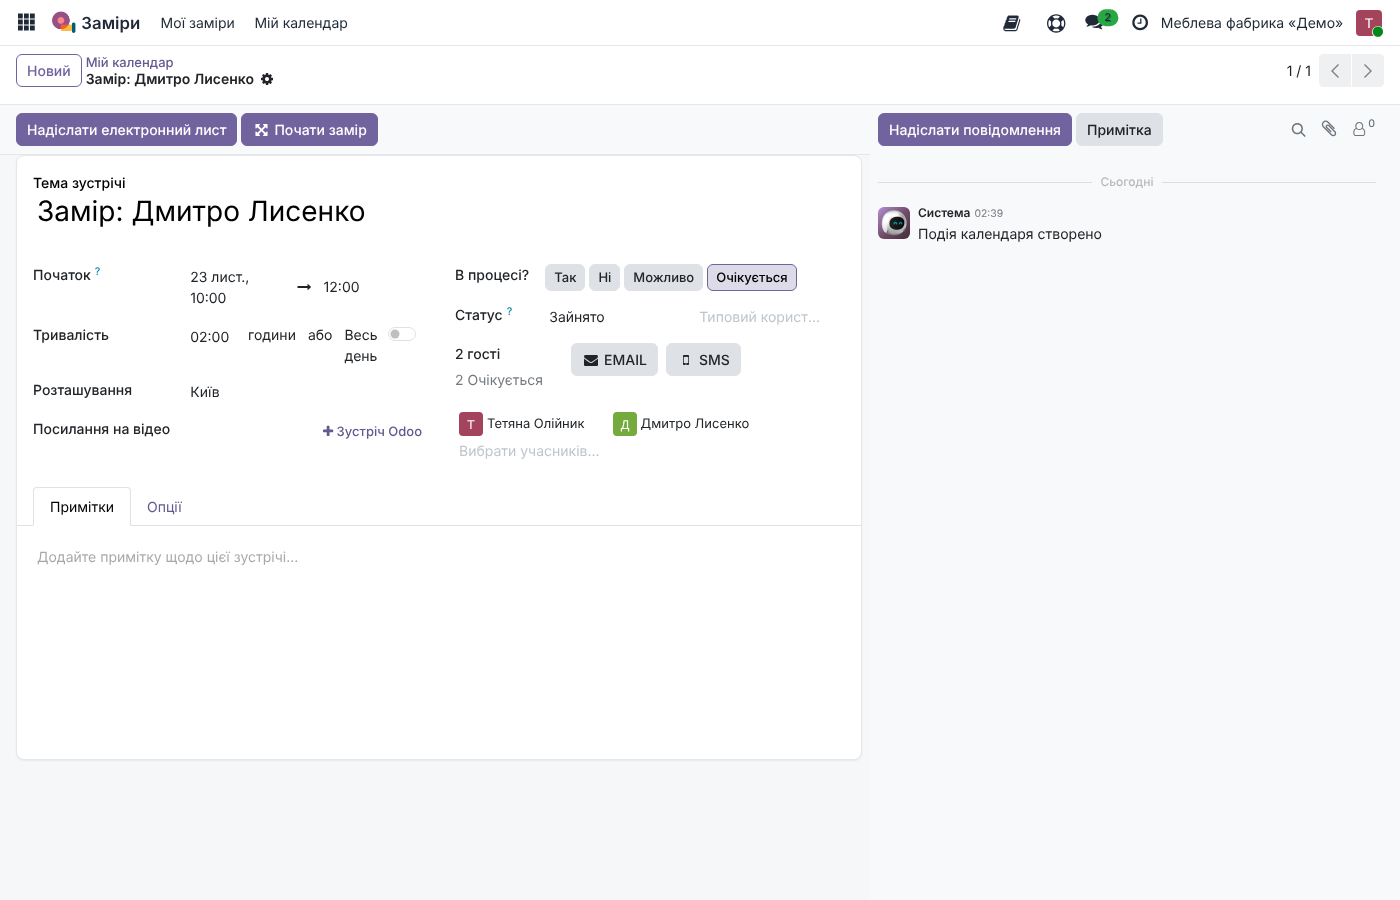 Заміри
Мої заміри
Мій календар
2
Меблева фабрика «Демо»
Т
Новий
Мій календар
Замір: Дмитро Лисенко
1 / 1
Надіслати електронний лист
Почати замір
Надіслати повідомлення
Примітка
0
Тема зустрічі
Замір: Дмитро Лисенко
Початок ?
23 лист.,
10:00
12:00
Тривалість
02:00
години
або
Весь
день
Розташування
Київ
Посилання на відео
Зустріч Odoo
В процесі?
Так
Ні
Можливо
Очікується
Статус ?
Зайнято
Типовий корист...
2 гості
2 Очікується
EMAIL
SMS
Т
Тетяна Олійник
Д
Дмитро Лисенко
Вибрати учасників...
Примітки
Опції
Додайте примітку щодо цієї зустрічі...
Сьогодні
Система 02:39
Подія календаря створено